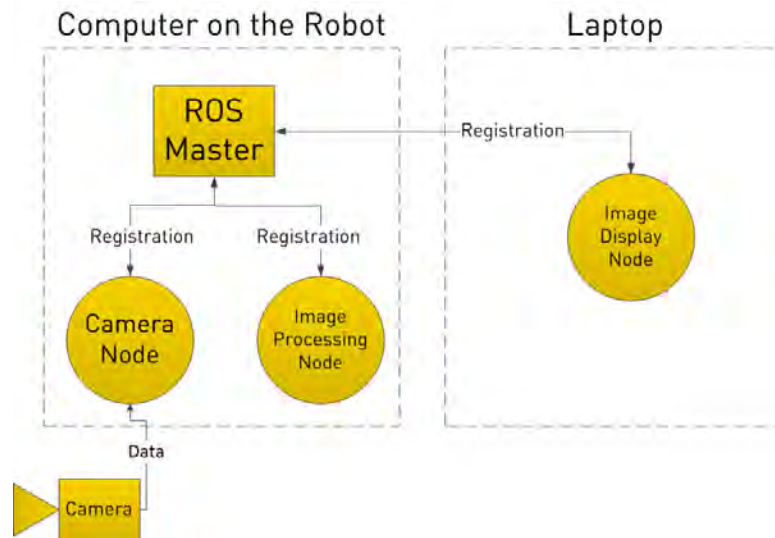 Computer on the Robot
Laptop
ROS
Master
Registration
Registration
Registration
Image
Display
Node
Camera
Node
Image
Processing
Node
Data
Camera